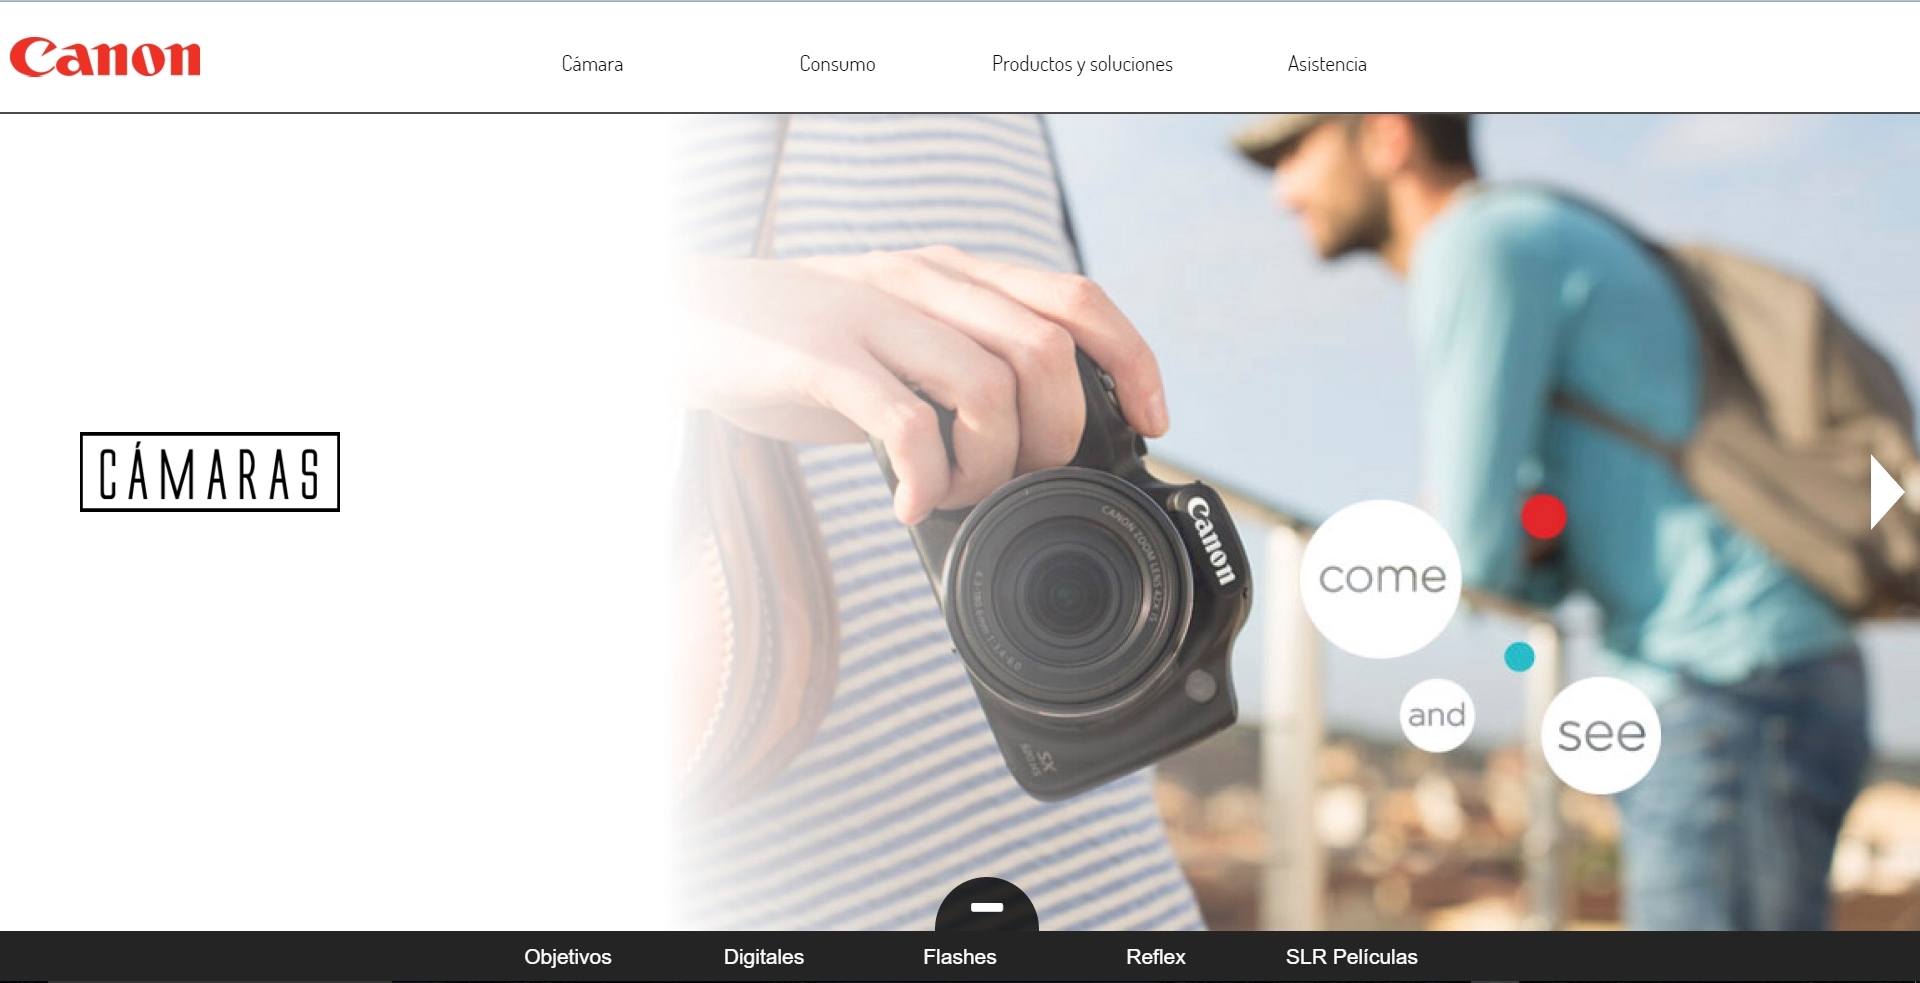 Canon
Cámara Consumo Productos y soluciones Asistencia
CÁMARAS
Canon
CANON ZOOM LENS 42X IS
SX
come
and
see
Objetivos Digitales Flashes Reflex SLR Películas